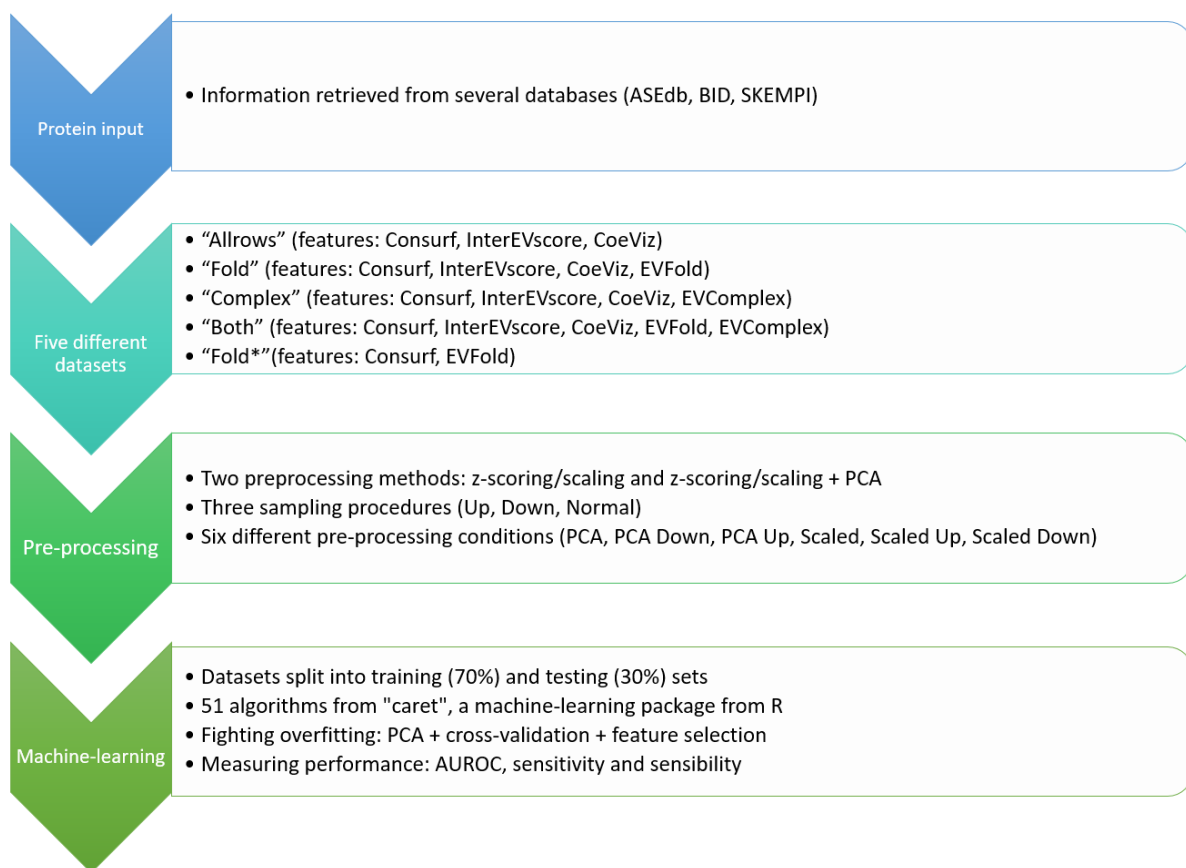 Protein input
• Information retrieved from several databases (ASEdb, BID, SKEMPI)
Five different
datasets
• “Allrows” (features: Consurf, InterEVscore, CoeViz)
• “Fold” (features: Consurf, InterEVscore, CoeViz, EVFold)
• “Complex” (features: Consurf, InterEVscore, CoeViz, EVComplex)
• “Both” (features: Consurf, InterEVscore, CoeViz, EVFold, EVComplex)
• “Fold*”(features: Consurf, EVFold)
Pre-processing
• Two preprocessing methods: z-scoring/scaling and z-scoring/scaling + PCA
• Three sampling procedures (Up, Down, Normal)
• Six different pre-processing conditions (PCA, PCA Down, PCA Up, Scaled, Scaled Up, Scaled Down)
Machine-learning
• Datasets split into training (70%) and testing (30%) sets
• 51 algorithms from "caret", a machine-learning package from R
• Fighting overfitting: PCA + cross-validation + feature selection
• Measuring performance: AUROC, sensitivity and sensibility